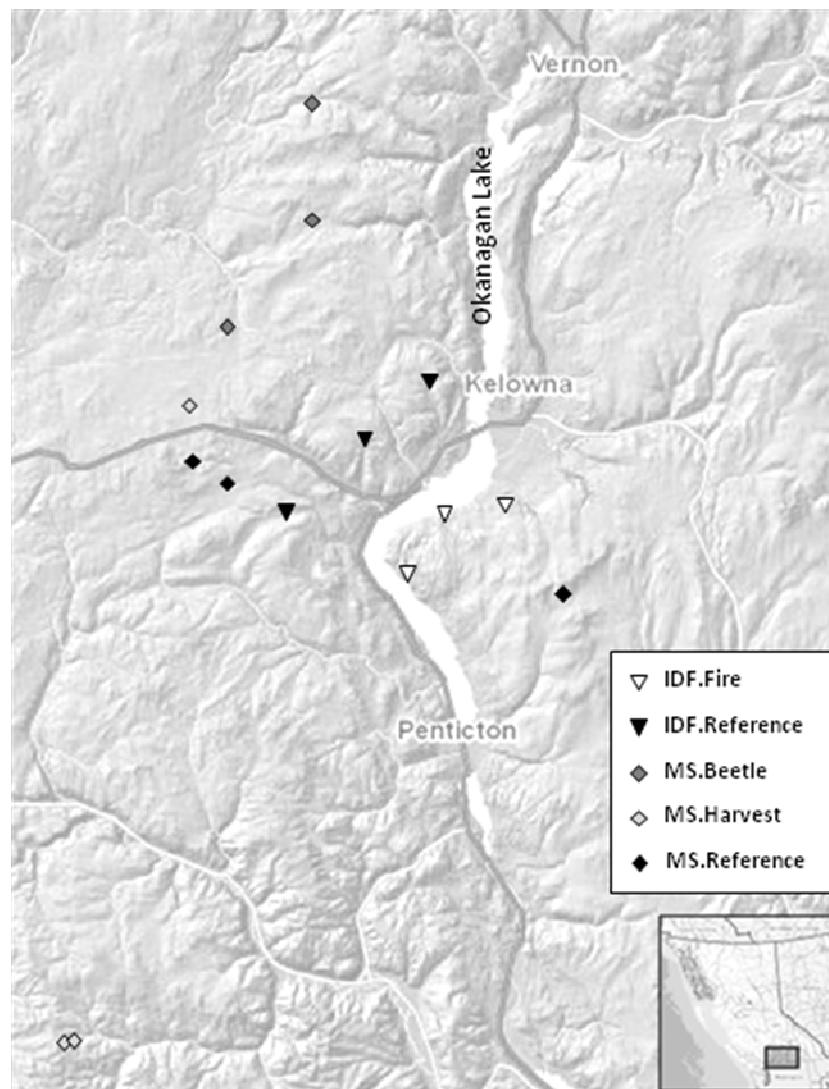 Vernon
Okanagan Lake
Kelowna
Penticton
IDF.Fire
IDF.Reference
MS.Beetle
MS.Harvest
MS.Reference